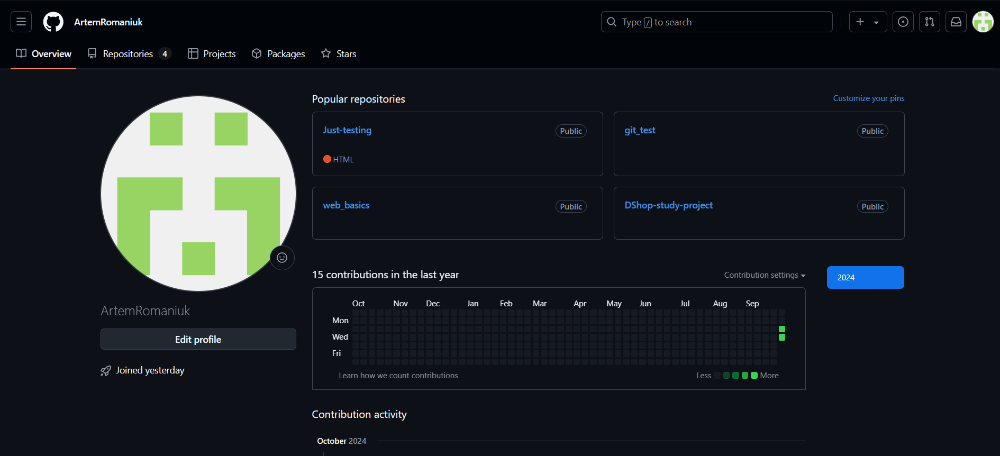 ArtemRomaniuk
Type / to search
Overview
Repositories 4
Projects
Packages
Stars
Popular repositories
Customize your pins
Just-testing
Public
HTML
git_test
Public
web_basics
Public
DShop-study-project
Public
ArtemRomaniuk
Edit profile
Joined yesterday
15 contributions in the last year
Contribution settings
2024
Oct Nov Dec Jan Feb Mar Apr May Jun Jul Aug Sep
Mon
Wed
Fri
Learn how we count contributions
Less More
Contribution activity
October 2024